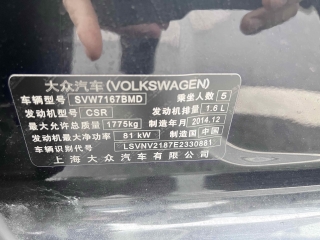 大众汽车(VOLKSWAGEN)
车辆型号 SVW7167BMD 乘坐人数 5
发动机型号 CSR 发动机排量 1.6 L
最大允许总质量 1775kg 制造年月 2014.12
发动机最大净功率 81 kW 制造国 中国
车辆识别代号 LSVNV2187E2330881
上海大众汽车有限公司